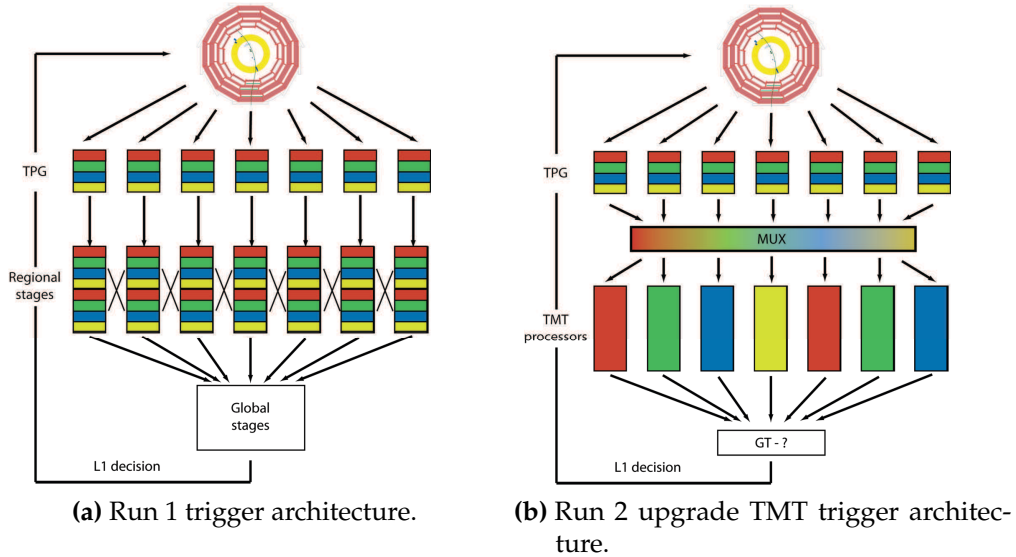 TPG
Regional
stages
Global
stages
L1 decision
(a) Run 1 trigger architecture.
TPG
MUX
TMT
processors
GT - ?
L1 decision
(b) Run 2 upgrade TMT trigger architec-
ture.